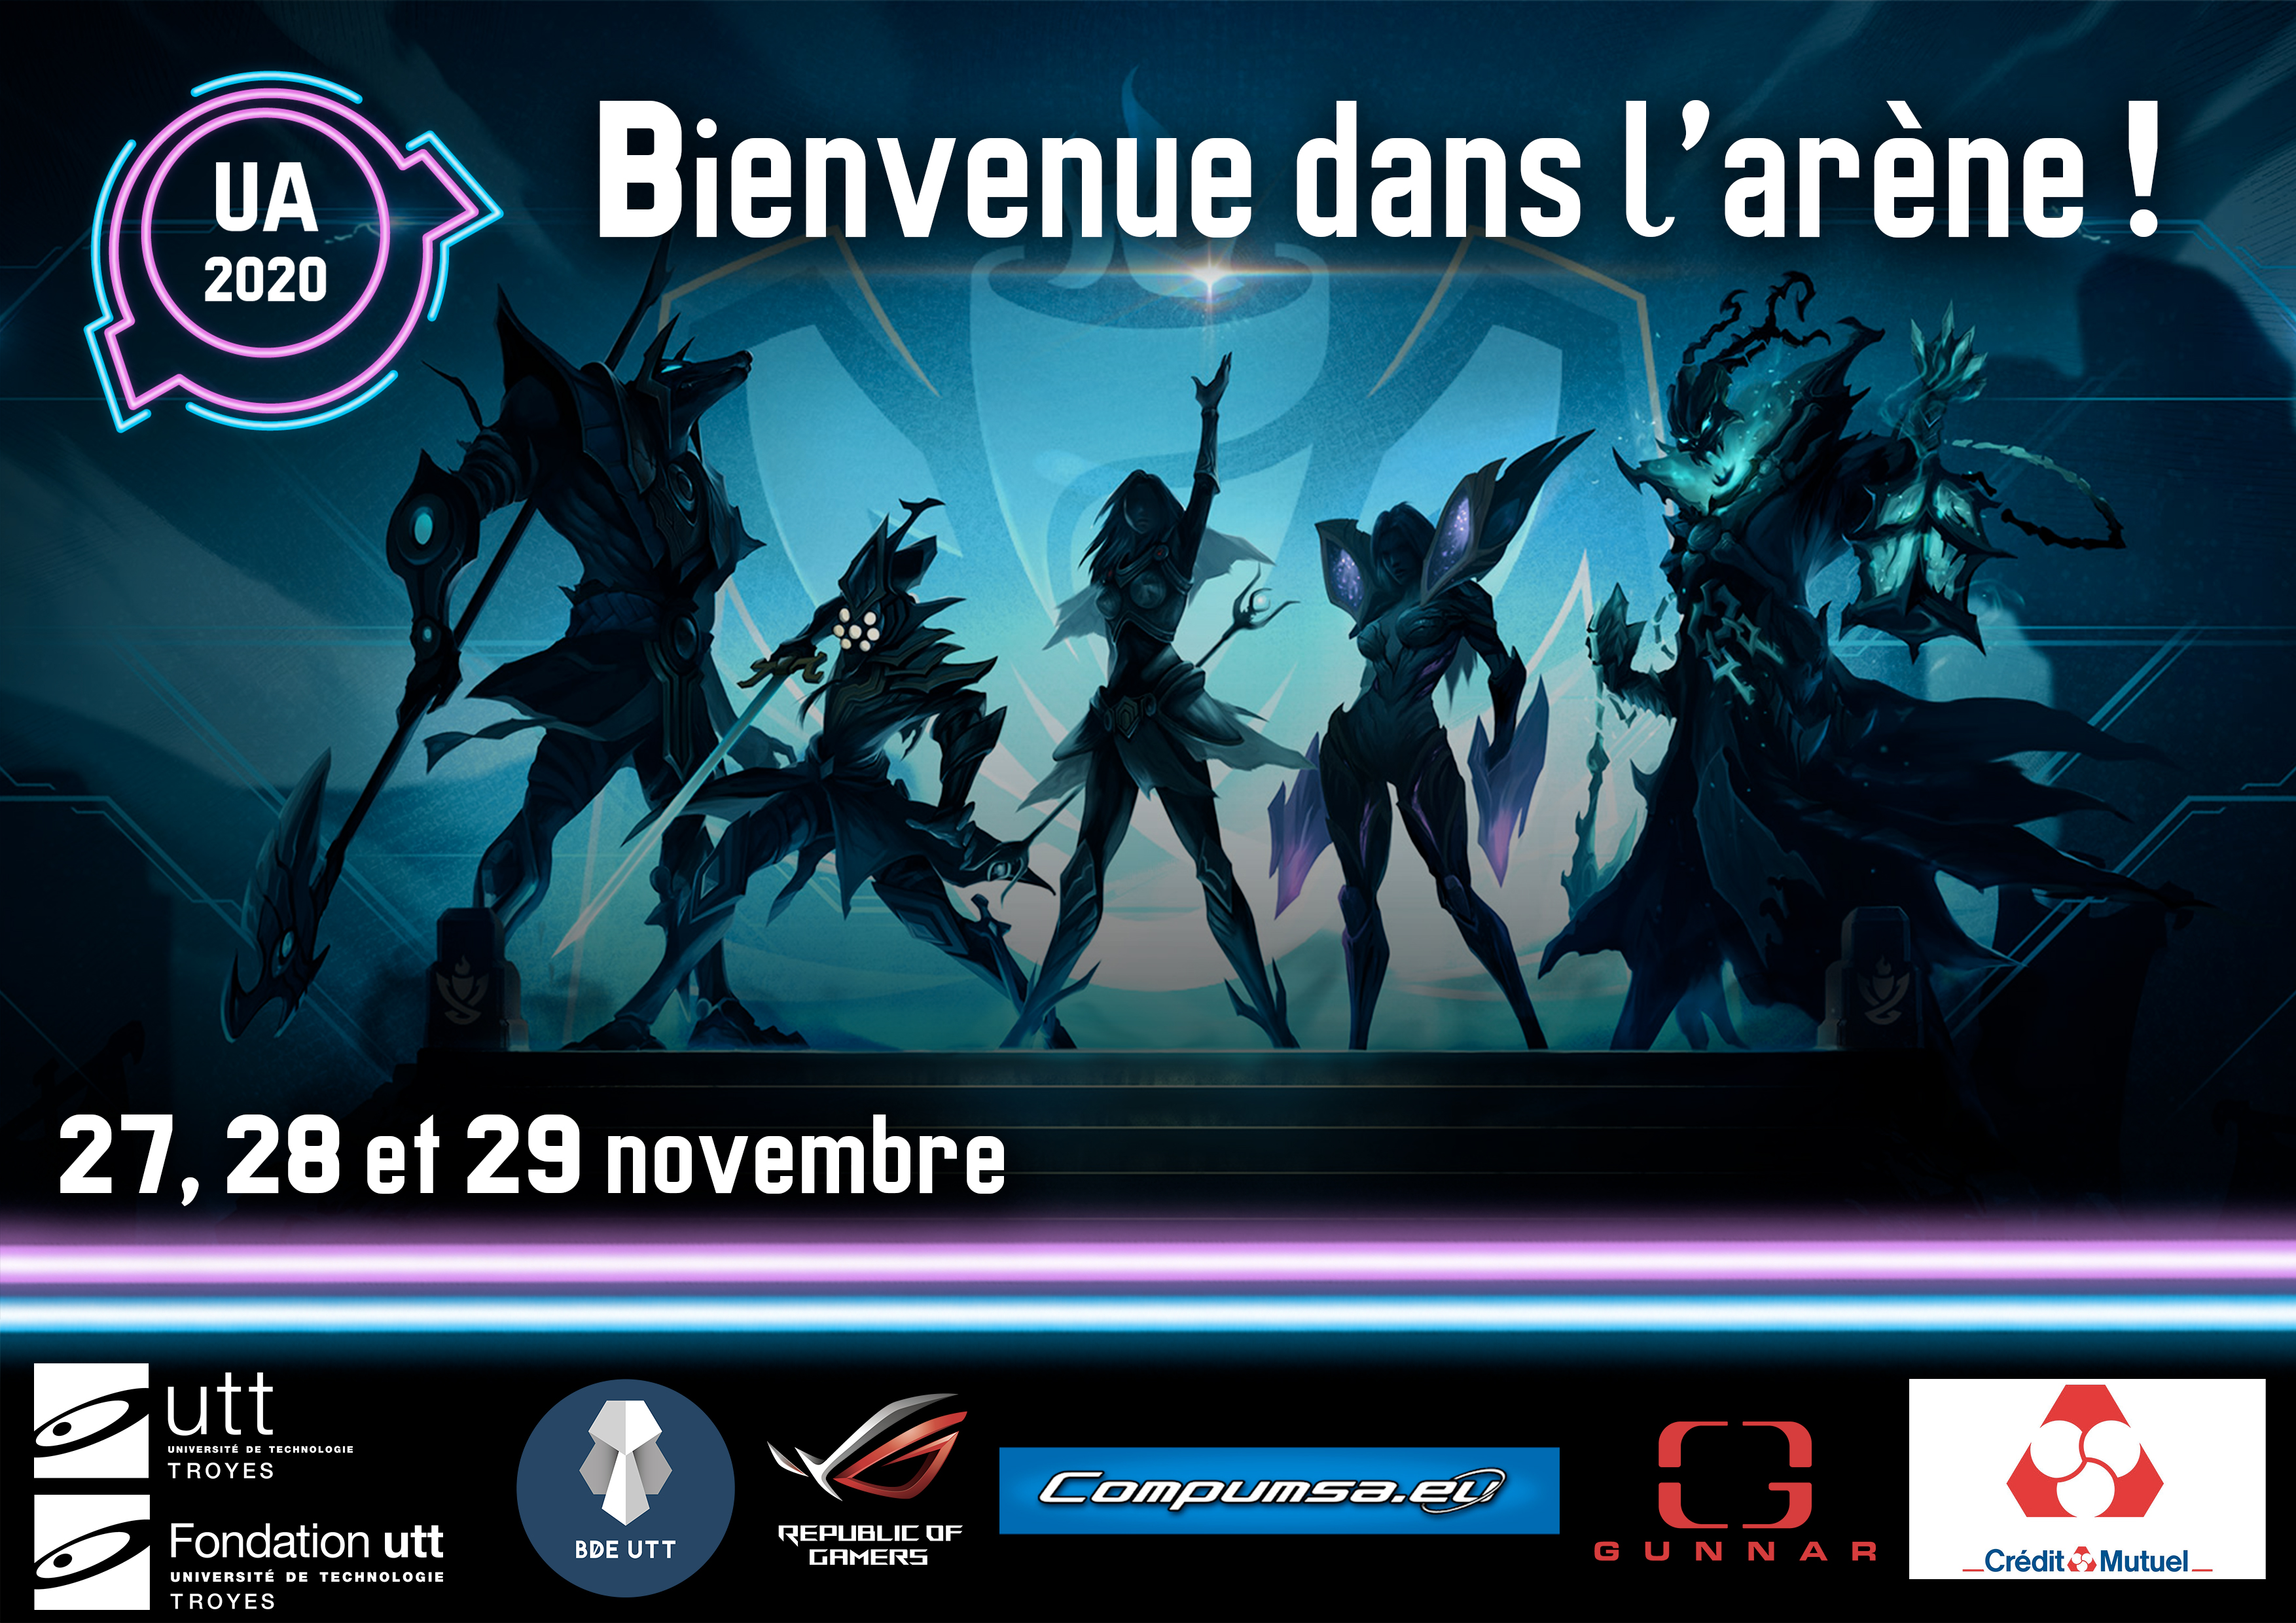 UA
2020
Bienvenue dans l’arène !
27, 28 et 29 novembre
utt
UNIVERSITÉ DE TECHNOLOGIE
TROYES
Fondation utt
UNIVERSITÉ DE TECHNOLOGIE
TROYES
BDE UTT
REPUBLIC OF
GAMERS
Compumsa.eu
GUNNAR
Crédit Mutuel